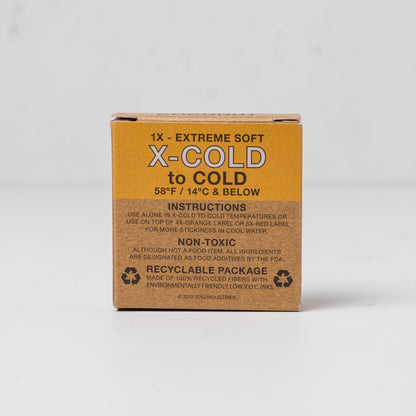 1X - EXTREME SOFT
X-COLD
to COLD
58°F / 14°C & BELOW
INSTRUCTIONS
USE ALONE IN X-COLD TO COLD TEMPERATURES OR
USE ON TOP OF 4X-ORANGE LABEL OR 5X-RED LABEL
FOR MORE STICKINESS IN COOL WATER.
NON-TOXIC
ALTHOUGH NOT A FOOD ITEM, ALL INGREDIENTS
ARE DESIGNATED AS FOOD ADDITIVES BY THE FDA.
RECYCLABLE PACKAGE
MADE OF 100% RECYCLED FIBERS WITH
ENVIRONMENTALLY FRIENDLY, LOW V.O.C. INKS.
ZOG INDUSTRIES